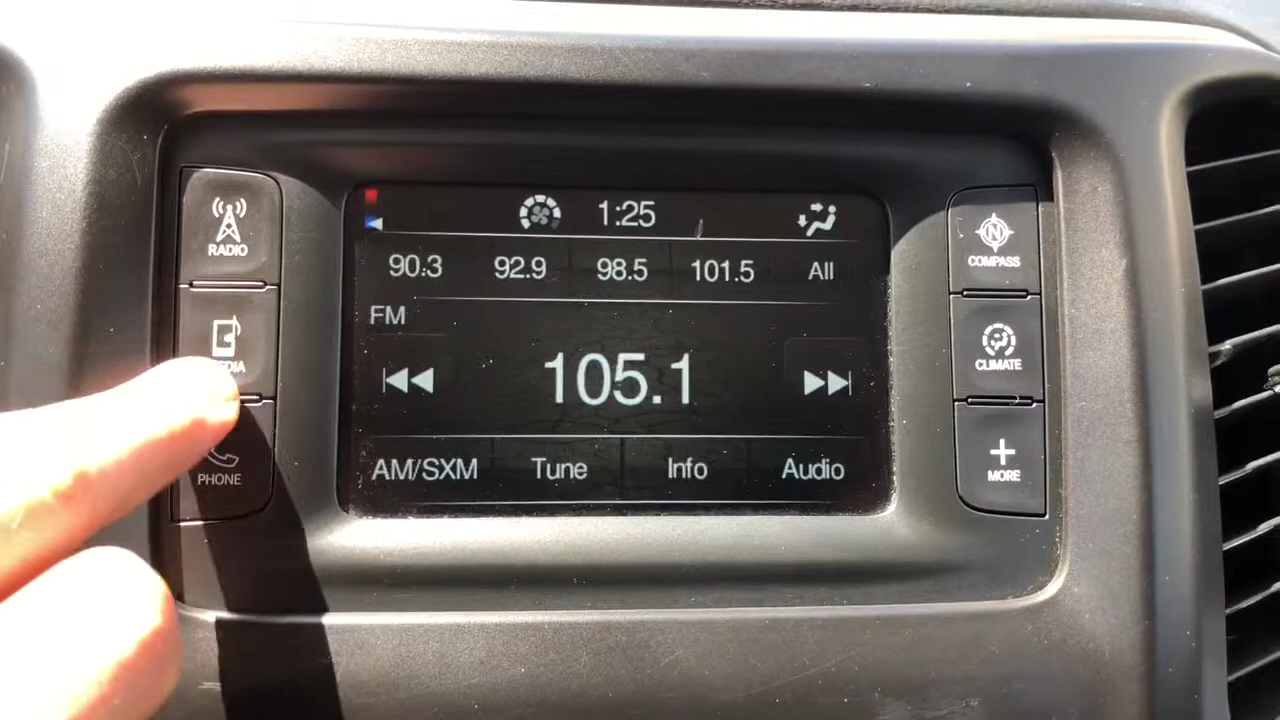 RADIO
MEDIA
PHONE
1:25
90.3 92.9 98.5 101.5 All
FM
105.1
AM/SXM Tune Info Audio
N
COMPASS
CLIMATE
MORE